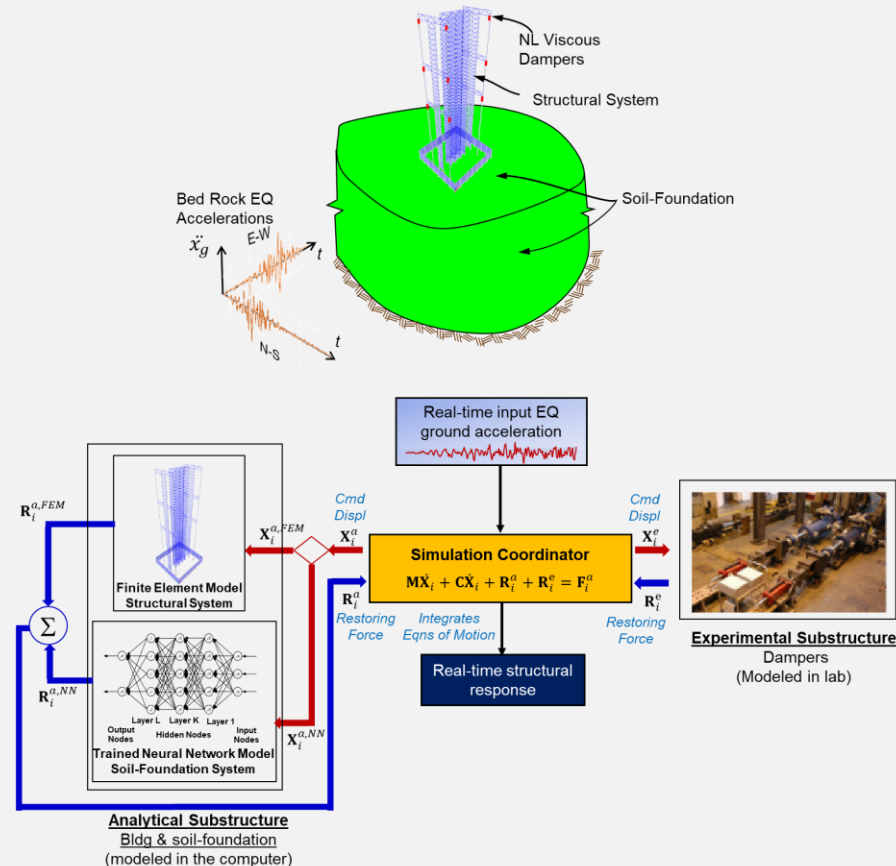 NL Viscous
Dampers
Structural System
Soil-Foundation
Bed Rock EQ
Accelerations
ẍ_g
E-W
t
N-S
t
Real-time input EQ
ground acceleration
R_i^{a,FEM}
X_i^{a,FEM}
Finite Element Model
Structural System
Σ
R_i^{a,NN}
Layer L
Layer K
Layer 1
Output
Nodes
Hidden Nodes
Input
Nodes
X_i^{a,NN}
Trained Neural Network Model
Soil-Foundation System
Analytical Substructure
Bldg & soil-foundation
(modeled in the computer)
Cmd
Displ
X_i^a
Simulation Coordinator
MẊ_i + CẊ_i + R_i^a + R_i^e = F_i^a
R_i^a
Restoring
Force
Integrates
Eqns of Motion
Real-time structural
response
Cmd
Displ
X_i^e
R_i^e
Restoring
Force
Experimental Substructure
Dampers
(Modeled in lab)